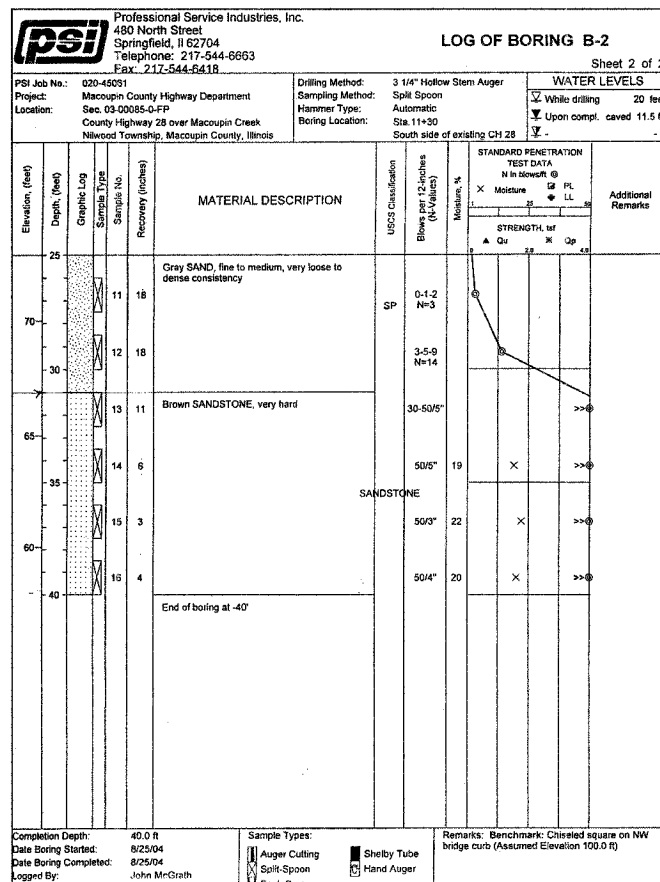 psi
Professional Service Industries, Inc.
480 North Street
Springfield, Il 62704
Telephone: 217-544-6663
Fax: 217-544-6418
LOG OF BORING B-2
Sheet 2 of 2
PSI Job No.: 020-45031
Project: Macoupin County Highway Department
Location: Sec. 03-00085-0-FP
County Highway 28 over Macoupin Creek
Nilwood Township, Macoupin County, Illinois
Drilling Method: 3 1/4" Hollow Stem Auger
Sampling Method: Split Spoon
Hammer Type: Automatic
Boring Location: Sta.11+30
South side of existing CH 28
WATER LEVELS
While drilling 20 feet
Upon compl. caved 11.5 ft
- -
Elevation, (feet)
Depth, (feet)
Graphic Log
Sample Type
Sample No.
Recovery (inches)
MATERIAL DESCRIPTION
USCS Classification
Blows per 12-inches
(N-Values)
Moisture, %
STANDARD PENETRATION
TEST DATA
N in blows/ft
× Moisture PL
LL
25 50
STRENGTH, tsf
Qu Qp
0 2.0 4.0
Additional
Remarks
25
Gray SAND, fine to medium, very loose to
dense consistency
11 18 SP 0-1-2
N=3
70
12 18 3-5-9
N=14
30
13 11 Brown SANDSTONE, very hard 30-50/5" >>
65
14 6 50/5" 19 × >>
35
SANDSTONE
15 3 50/3" 22 × >>
60
16 4 50/4" 20 × >>
40
End of boring at -40'
Completion Depth: 40.0 ft
Date Boring Started: 8/25/04
Date Boring Completed: 8/25/04
Logged By: John McGrath
Sample Types:
Auger Cutting
Split-Spoon
Shelby Tube
Hand Auger
Remarks: Benchmark: Chiseled square on NW
bridge curb (Assumed Elevation 100.0 ft)